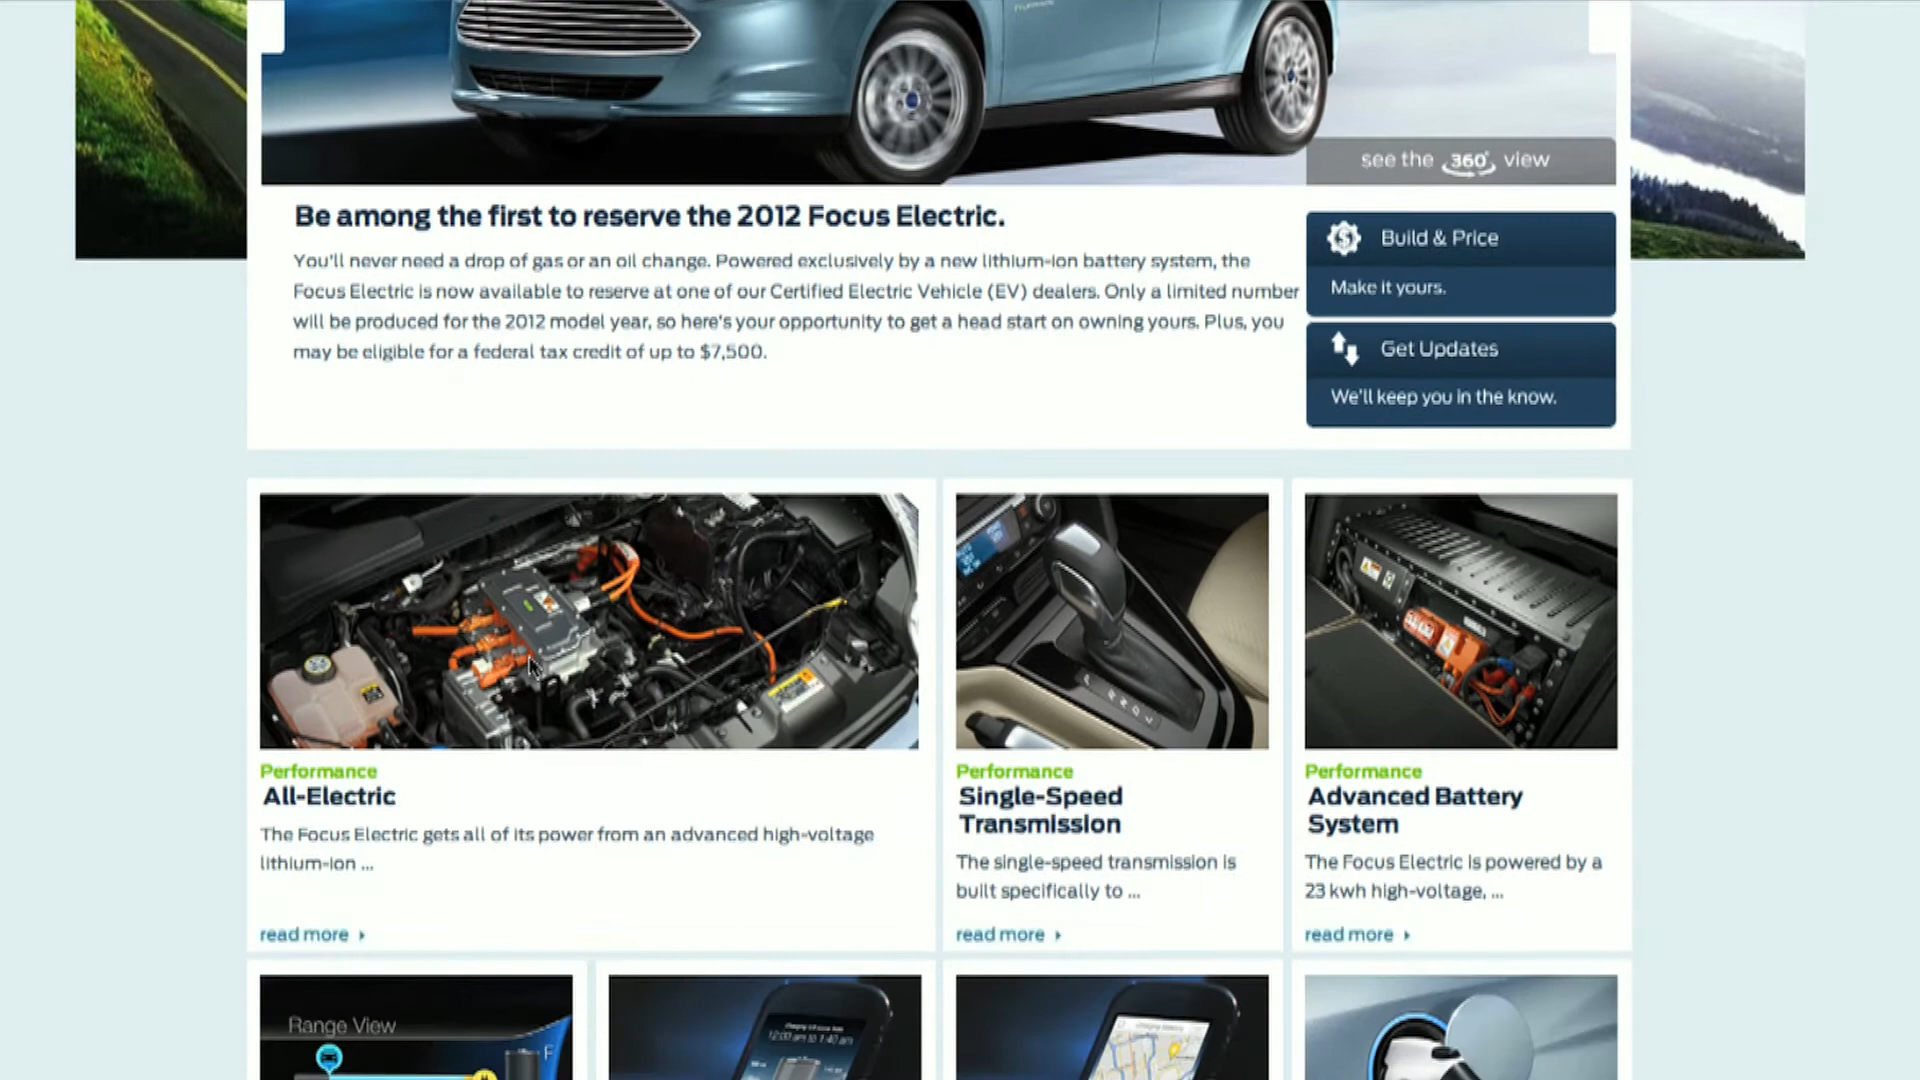 see the 360° view
Be among the first to reserve the 2012 Focus Electric.
You'll never need a drop of gas or an oil change. Powered exclusively by a new lithium-ion battery system, the
Focus Electric is now available to reserve at one of our Certified Electric Vehicle (EV) dealers. Only a limited number
will be produced for the 2012 model year, so here's your opportunity to get a head start on owning yours. Plus, you
may be eligible for a federal tax credit of up to $7,500.
Build & Price
Make it yours.
Get Updates
We'll keep you in the know.
Performance
All-Electric
The Focus Electric gets all of its power from an advanced high-voltage
lithium-ion ...
read more
Performance
Single-Speed
Transmission
The single-speed transmission is
built specifically to ...
read more
Performance
Advanced Battery
System
The Focus Electric is powered by a
23 kwh high-voltage, ...
read more
Range View
F
12:00 am to 1:40 am